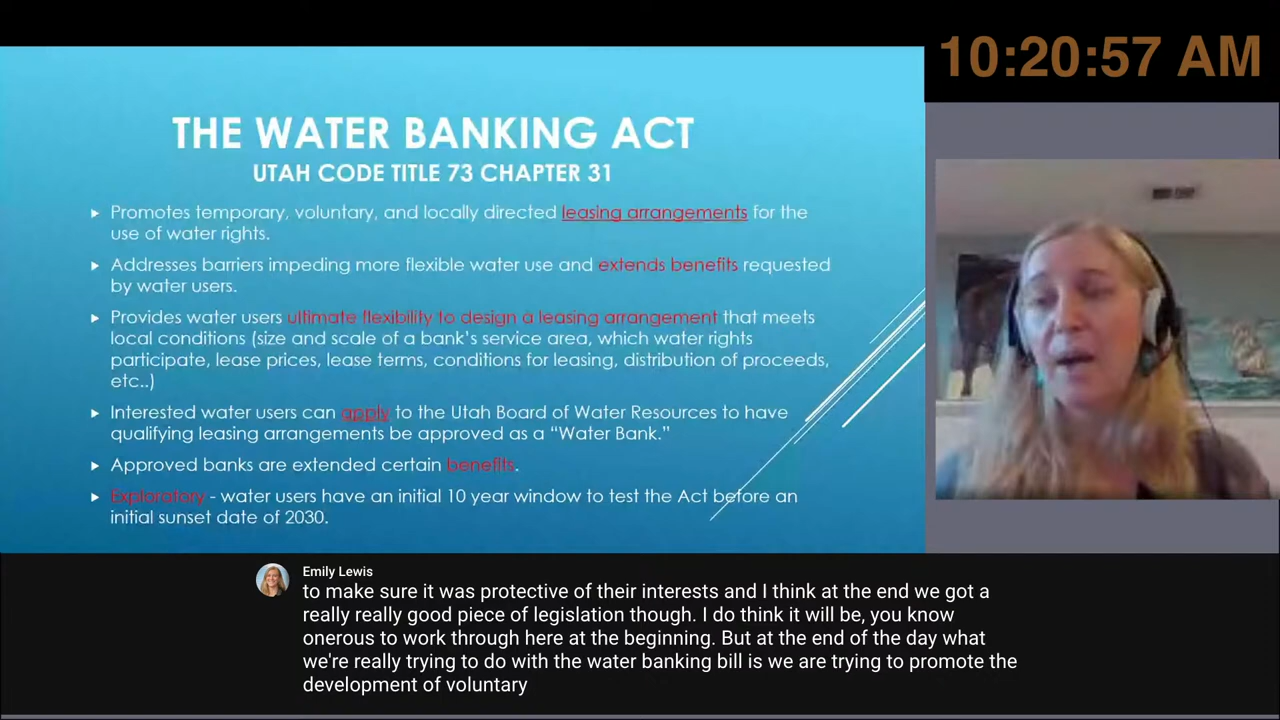 10:20:57 AM
THE WATER BANKING ACT
UTAH CODE TITLE 73 CHAPTER 31
Promotes temporary, voluntary, and locally directed leasing arrangements for the
use of water rights.
Addresses barriers impeding more flexible water use and extends benefits requested
by water users.
Provides water users ultimate flexibility to design a leasing arrangement that meets
local conditions (size and scale of a bank's service area, which water rights
participate, lease prices, lease terms, conditions for leasing, distribution of proceeds,
etc..)
Interested water users can apply to the Utah Board of Water Resources to have
qualifying leasing arrangements be approved as a “Water Bank.”
Approved banks are extended certain benefits.
Exploratory - water users have an initial 10 year window to test the Act before an
initial sunset date of 2030.
Emily Lewis
to make sure it was protective of their interests and I think at the end we got a
really really good piece of legislation though. I do think it will be, you know
onerous to work through here at the beginning. But at the end of the day what
we're really trying to do with the water banking bill is we are trying to promote the
development of voluntary